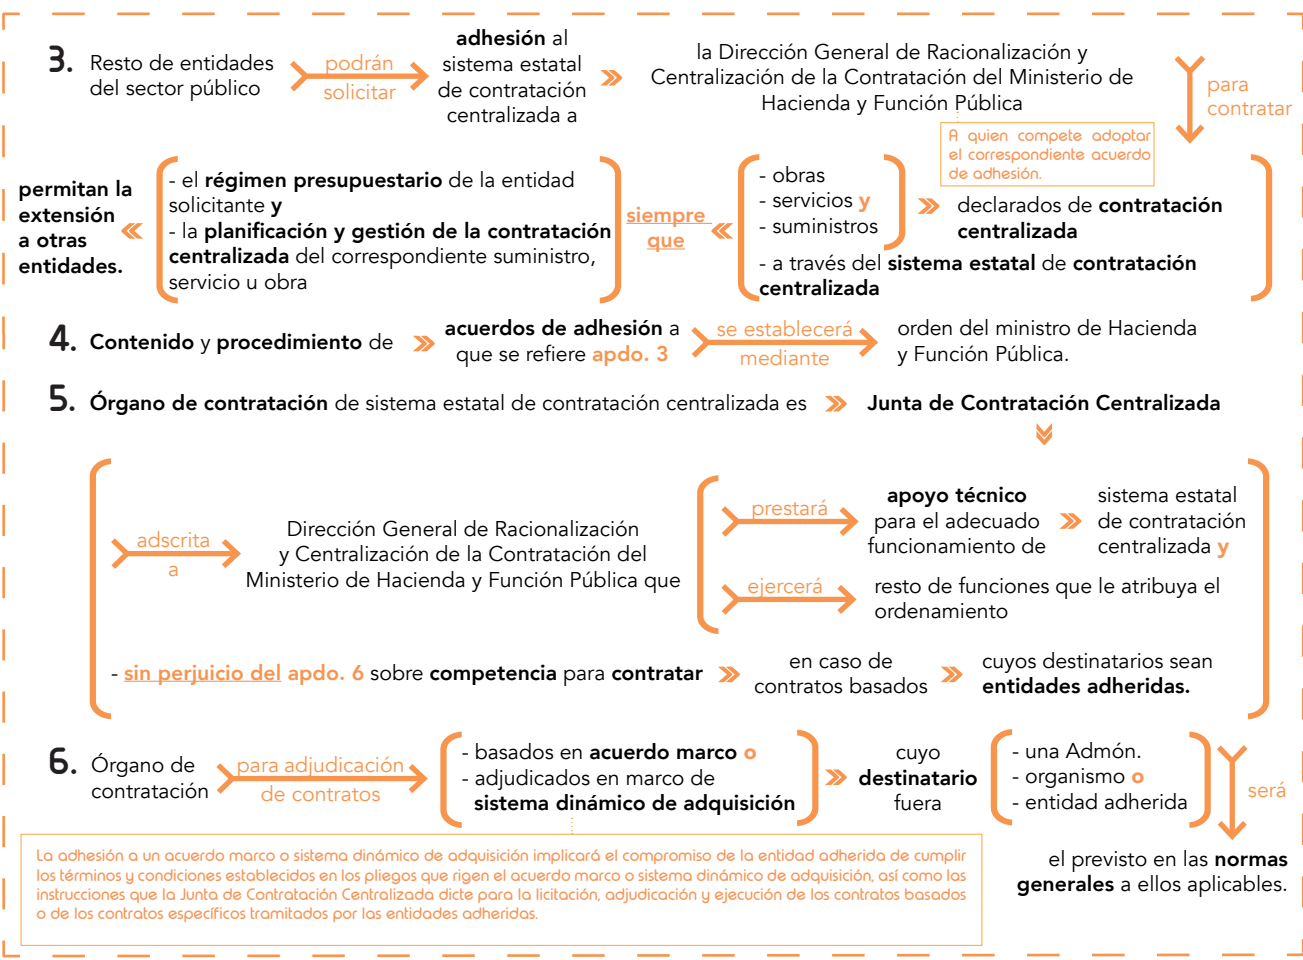 3. Resto de entidades
del sector público
podrán
solicitar
adhesión al
sistema estatal
de contratación
centralizada a
la Dirección General de Racionalización y
Centralización de la Contratación del Ministerio de
Hacienda y Función Pública
A quien compete adoptar
el correspondiente acuerdo
de adhesión.
para
contratar
- obras
- servicios y
- suministros
declarados de contratación
centralizada
- a través del sistema estatal de contratación
centralizada
siempre
que
- el régimen presupuestario de la entidad
solicitante y
- la planificación y gestión de la contratación
centralizada del correspondiente suministro,
servicio u obra
permitan la
extensión
a otras
entidades.
4. Contenido y procedimiento de
acuerdos de adhesión a
que se refiere apdo. 3
se establecerá
mediante
orden del ministro de Hacienda
y Función Pública.
5. Órgano de contratación de sistema estatal de contratación centralizada es
Junta de Contratación Centralizada
adscrita
a
Dirección General de Racionalización
y Centralización de la Contratación del
Ministerio de Hacienda y Función Pública que
prestará
apoyo técnico
para el adecuado
funcionamiento de
sistema estatal
de contratación
centralizada y
ejercerá
resto de funciones que le atribuya el
ordenamiento
- sin perjuicio del apdo. 6 sobre competencia para contratar
en caso de
contratos basados
cuyos destinatarios sean
entidades adheridas.
6. Órgano de
contratación
para adjudicación
de contratos
- basados en acuerdo marco o
- adjudicados en marco de
sistema dinámico de adquisición
cuyo
destinatario
fuera
- una Admón.
- organismo o
- entidad adherida
será
el previsto en las normas
generales a ellos aplicables.
La adhesión a un acuerdo marco o sistema dinámico de adquisición implicará el compromiso de la entidad adherida de cumplir
los términos y condiciones establecidos en los pliegos que rigen el acuerdo marco o sistema dinámico de adquisición, así como las
instrucciones que la Junta de Contratación Centralizada dicte para la licitación, adjudicación y ejecución de los contratos basados
o de los contratos específicos tramitados por las entidades adheridas.